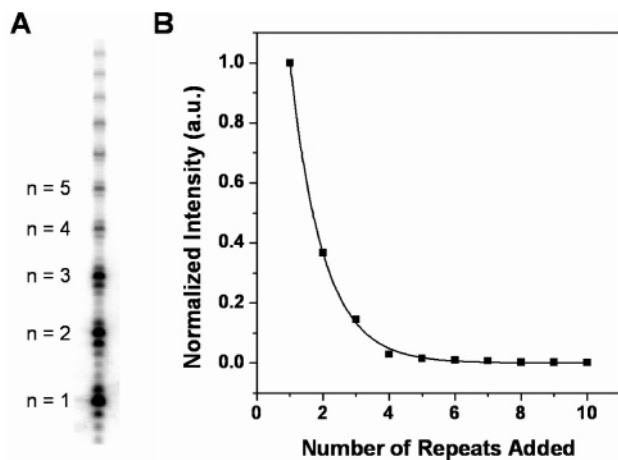 A
n = 5
n = 4
n = 3
n = 2
n = 1
B
Normalized Intensity (a.u.)
1.0
0.8
0.6
0.4
0.2
0.0
0 2 4 6 8 10
Number of Repeats Added